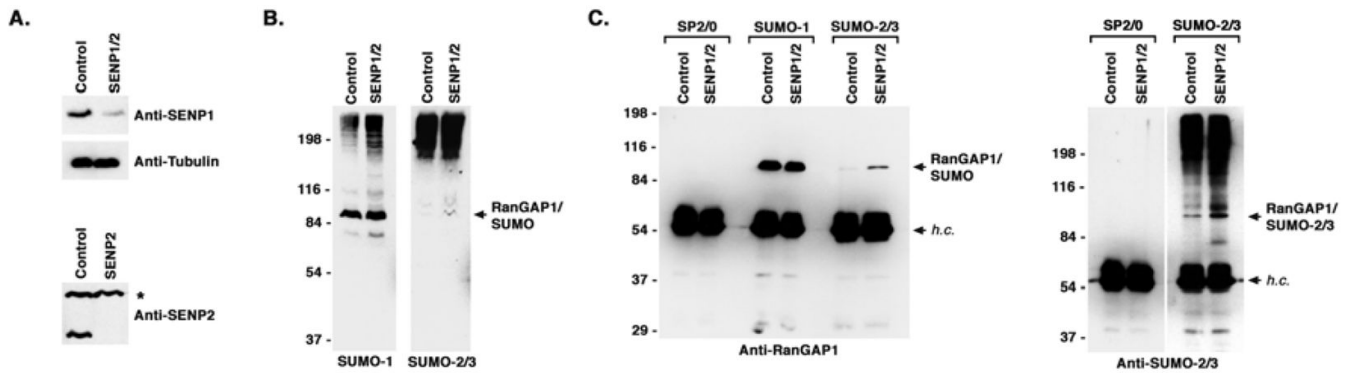 A.
Control
SENP1/2
Anti-SENP1
Anti-Tubulin
Control
SENP2
*
Anti-SENP2
B.
Control
SENP1/2
Control
SENP1/2
198 -
116 -
84 -
54 -
37 -
RanGAP1/
SUMO
SUMO-1
SUMO-2/3
C.
SP2/0
SUMO-1
SUMO-2/3
Control
SENP1/2
Control
SENP1/2
Control
SENP1/2
198 -
116 -
84 -
54 -
37 -
29 -
RanGAP1/
SUMO
h.c.
Anti-RanGAP1
SP2/0
SUMO-2/3
Control
SENP1/2
Control
SENP1/2
198 -
116 -
84 -
54 -
37 -
RanGAP1/
SUMO-2/3
h.c.
Anti-SUMO-2/3